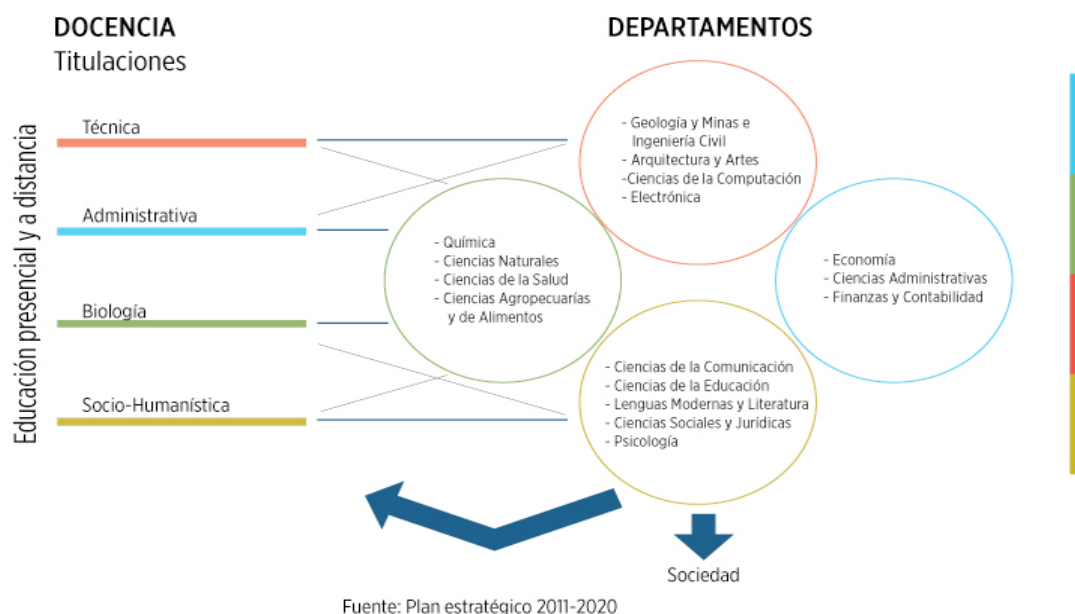 DOCENCIA
Titulaciones
DEPARTAMENTOS
Educación presencial y a distancia
Técnica
Administrativa
Biología
Socio-Humanística
- Geología y Minas e
Ingeniería Civil
- Arquitectura y Artes
-Ciencias de la Computación
- Electrónica
- Química
- Ciencias Naturales
- Ciencias de la Salud
- Ciencias Agropecuarías
y de Alimentos
- Economía
- Ciencias Administrativas
- Finanzas y Contabilidad
- Ciencias de la Comunicación
- Ciencias de la Educación
- Lenguas Modernas y Literatura
- Ciencias Sociales y Jurídicas
- Psicología
Sociedad
Fuente: Plan estratégico 2011-2020